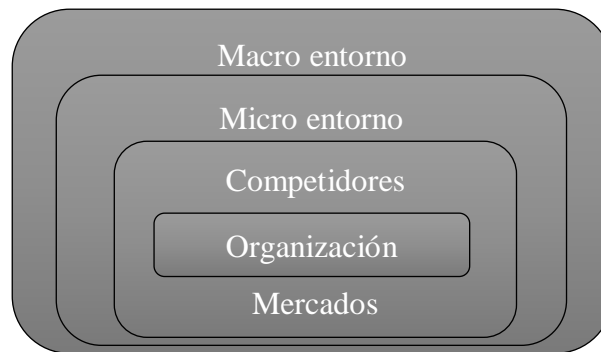 Macro entorno
Micro entorno
Competidores
Organización
Mercados